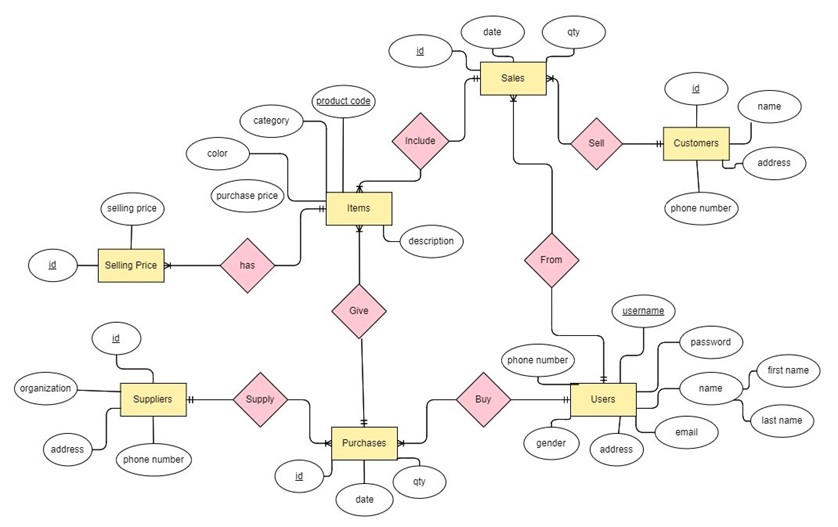 date
qty
id
Sales
id
product code
name
category
Include
Sell
Customers
color
address
purchase price
selling price
Items
phone number
description
From
id
Selling Price
has
Give
username
id
password
phone number
first name
organization
name
Suppliers
Supply
Buy
Users
last name
email
Purchases
gender
address
address
phone number
id
qty
date